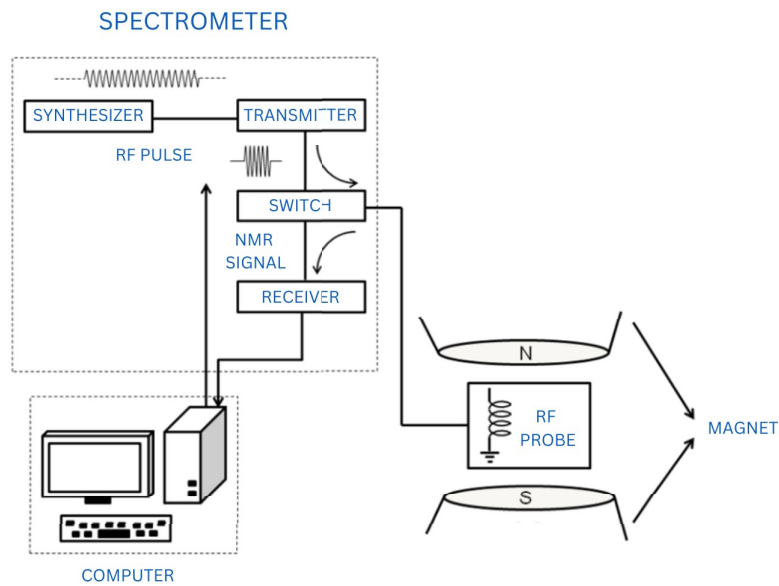 SPECTROMETER
SYNTHESIZER
TRANSMITTER
RF PULSE
SWITCH
NMR
SIGNAL
RECEIVER
N
RF
PROBE
MAGNET
S
COMPUTER